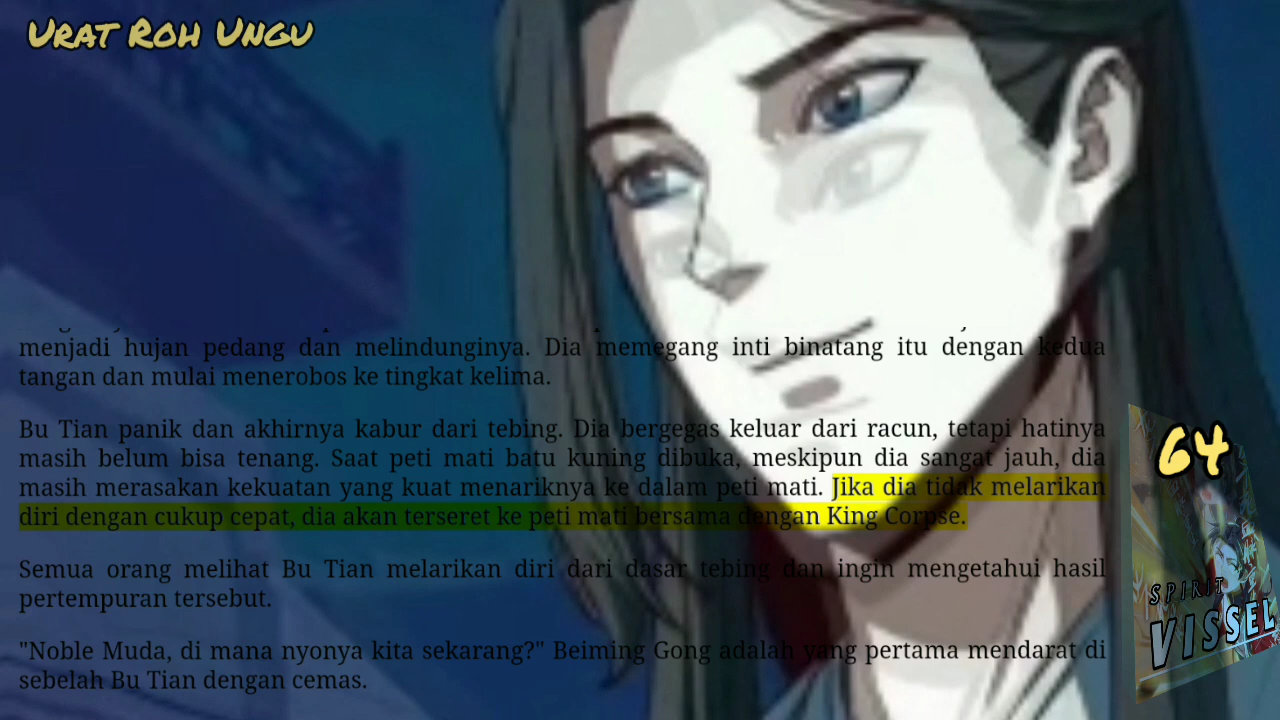 Urat Roh Ungu
menjadi hujan pedang dan melindunginya. Dia memegang inti binatang itu dengan kedua
tangan dan mulai menerobos ke tingkat kelima.
Bu Tian panik dan akhirnya kabur dari tebing. Dia bergegas keluar dari racun, tetapi hatinya
masih belum bisa tenang. Saat peti mati batu kuning dibuka, meskipun dia sangat jauh, dia
masih merasakan kekuatan yang kuat menariknya ke dalam peti mati. Jika dia tidak melarikan
diri dengan cukup cepat, dia akan terseret ke peti mati bersama dengan King Corpse.
Semua orang melihat Bu Tian melarikan diri dari dasar tebing dan ingin mengetahui hasil
pertempuran tersebut.
"Noble Muda, di mana nyonya kita sekarang?" Beiming Gong adalah yang pertama mendarat di
sebelah Bu Tian dengan cemas.
64
SPIRIT
VISSEL